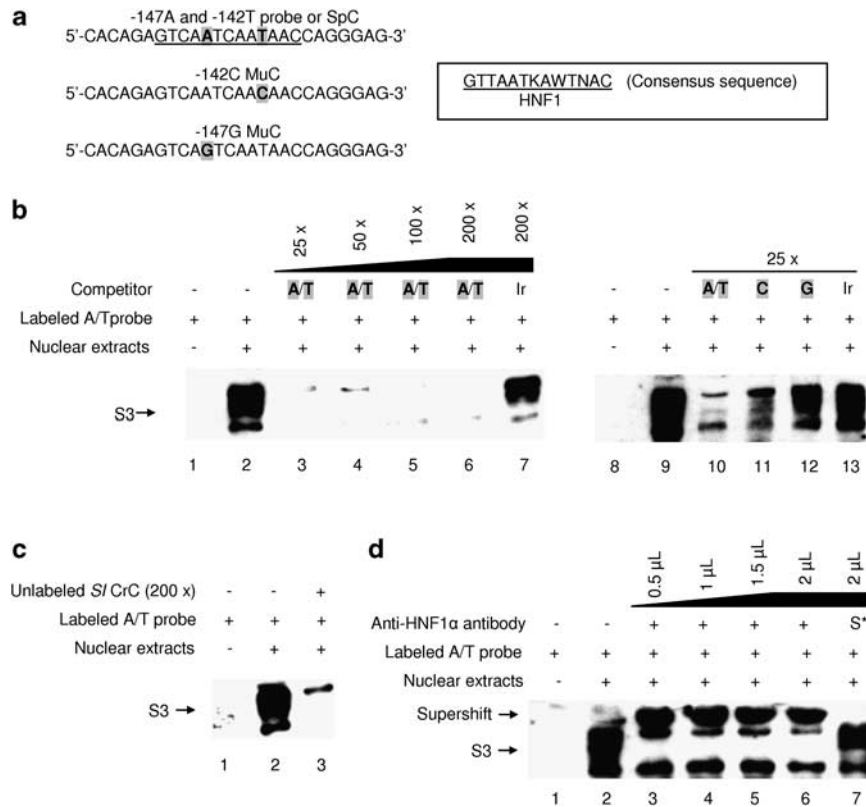 a
-147A and -142T probe or SpC
5'-CACAGAGTCAATCAATAACCAGGGAG-3'
-142C MuC
5'-CACAGAGTCAATCAACAACCAGGGAG-3'
-147G MuC
5'-CACAGAGTCAGTCAATAACCAGGGAG-3'
GTTAATKAWTNAC (Consensus sequence)
HNF1
b
25 x 50 x 100 x 200 x 200 x
25 x
Competitor - - A/T A/T A/T A/T Ir - - A/T C G Ir
Labeled A/Tprobe + + + + + + + + + + + + +
Nuclear extracts - + + + + + + - + + + + +
S3
1 2 3 4 5 6 7 8 9 10 11 12 13
c
Unlabeled SI CrC (200 x) - - +
Labeled A/T probe + + +
Nuclear extracts - + +
S3
1 2 3
d
0.5 µL 1 µL 1.5 µL 2 µL 2 µL
Anti-HNF1α antibody - - + + + + S*
Labeled A/T probe + + + + + + +
Nuclear extracts - + + + + + +
Supershift
S3
1 2 3 4 5 6 7